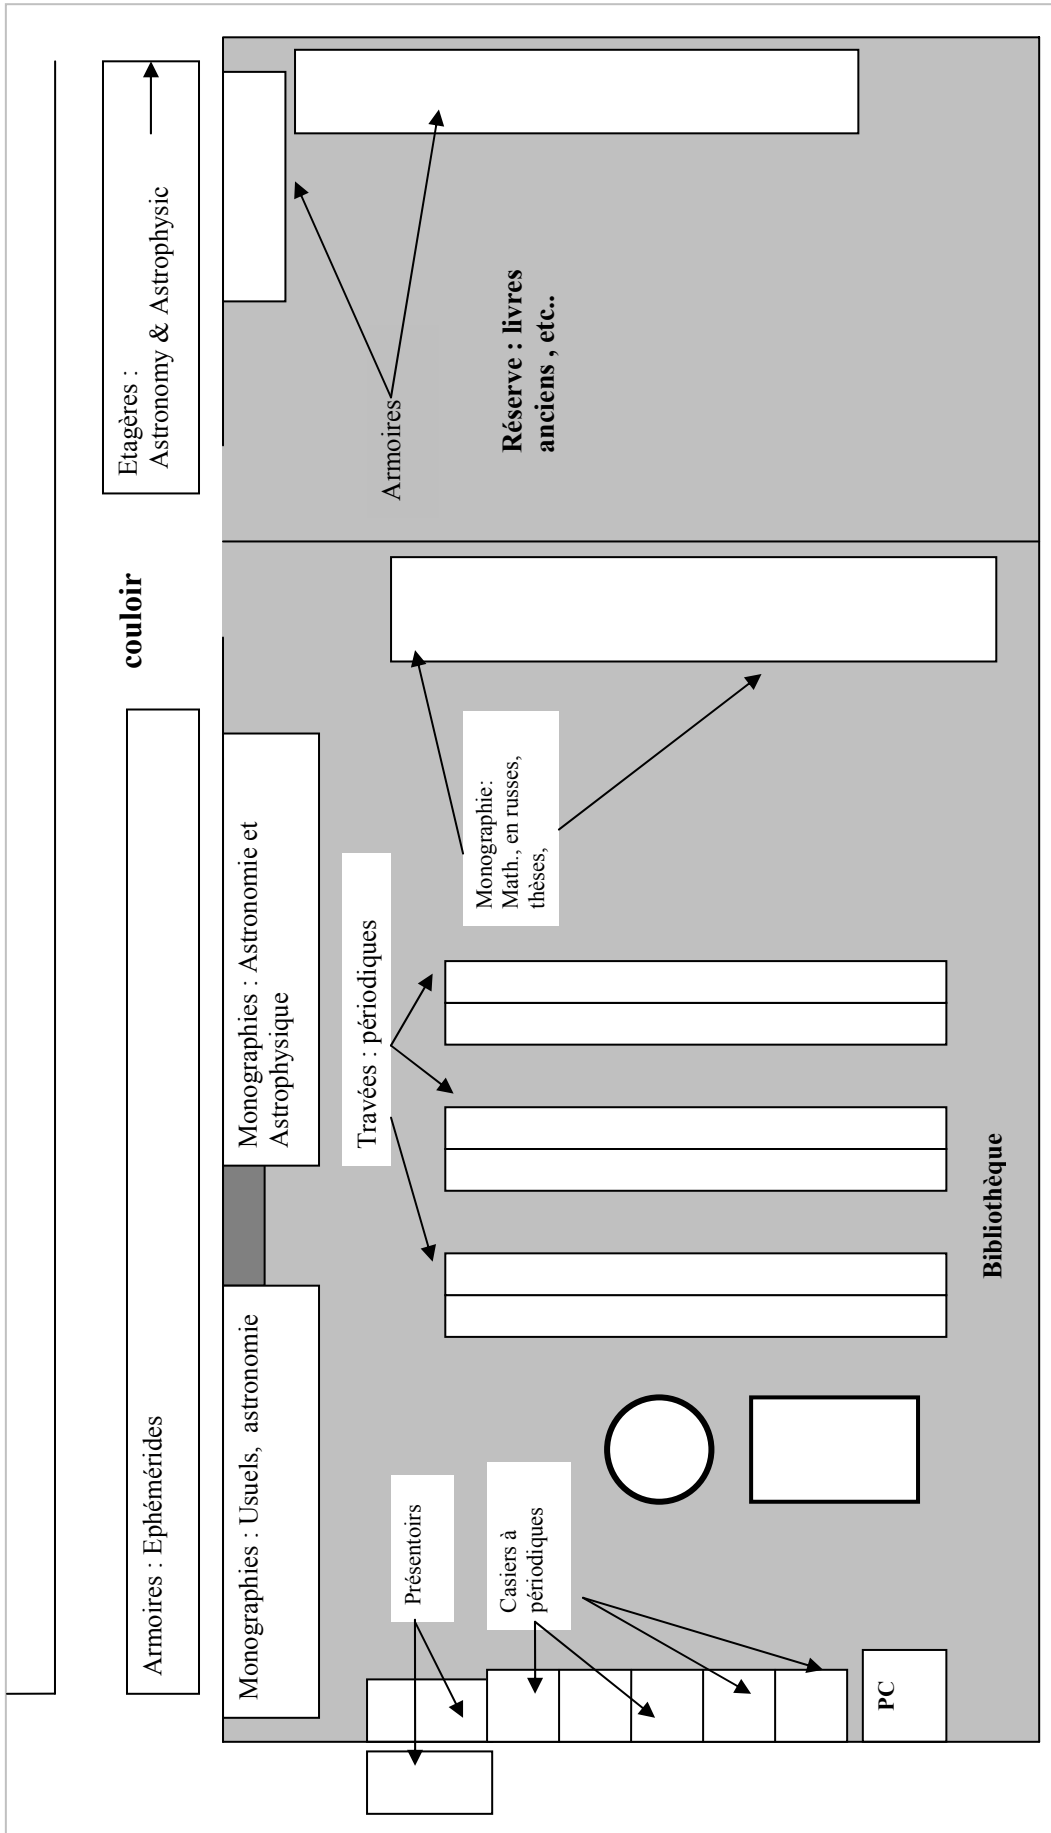 Etagères :
Astronomy & Astrophysic
couloir
Armoires : Ephémérides
Armoires
Réserve : livres
anciens , etc..
Monographies : Usuels, astronomie
Monographies : Astronomie et
Astrophysique
Travées : périodiques
Monographie:
Math., en russes,
thèses,
Présentoirs
Casiers à
périodiques
PC
Bibliothèque